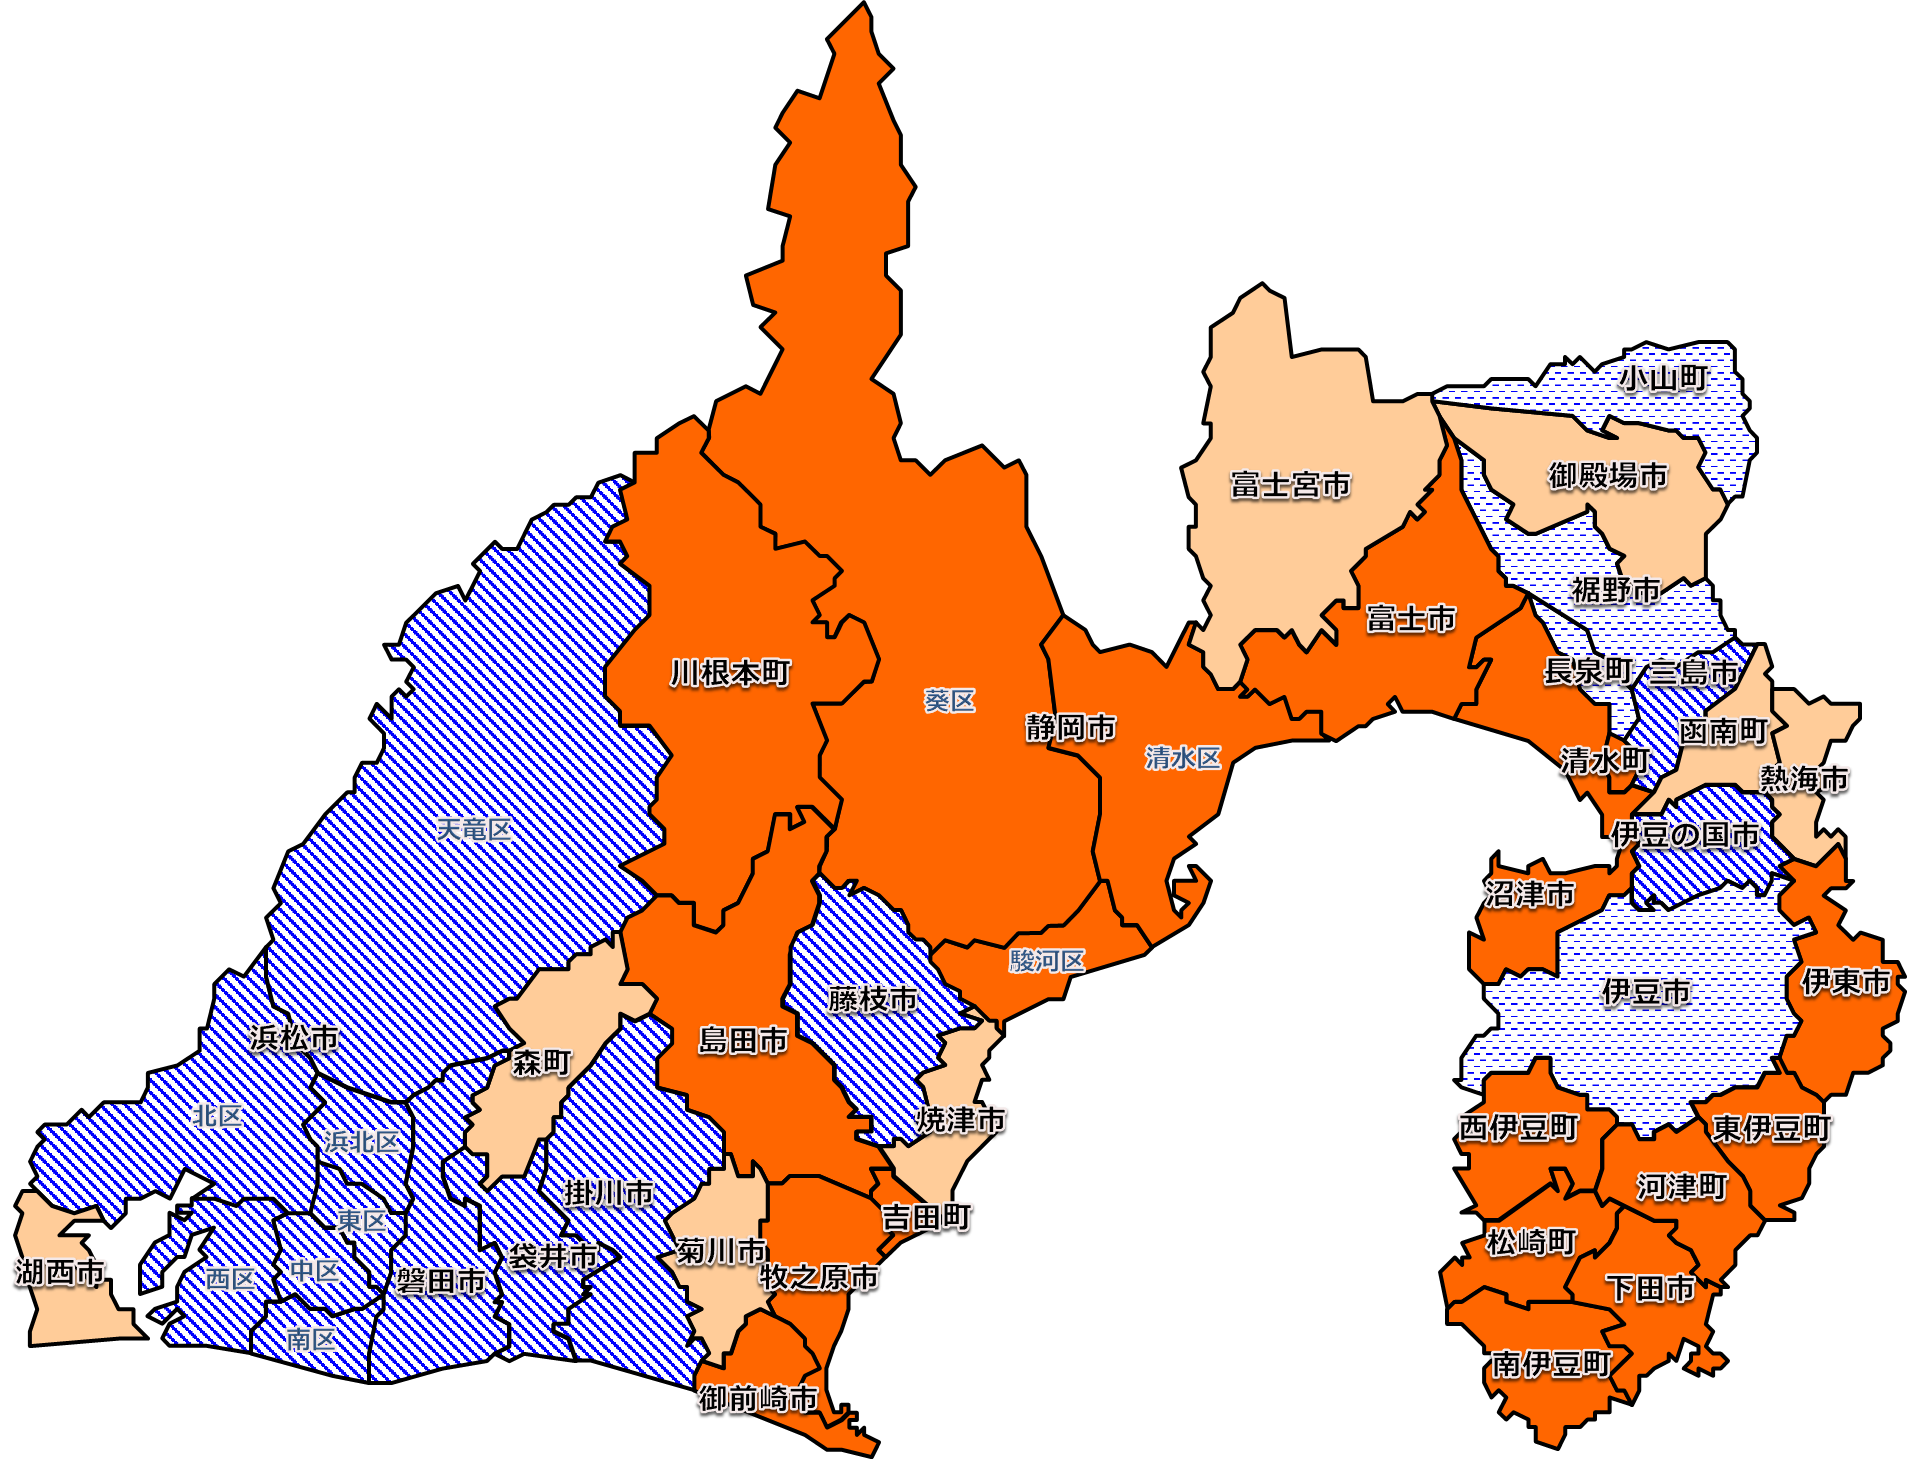 小山町
御殿場市
富士宮市
裾野市
富士市
長泉町
三島市
川根本町
葵区
静岡市
函南町
清水区
清水町
熱海市
天竜区
伊豆の国市
沼津市
駿河区
伊東市
伊豆市
藤枝市
浜松市
島田市
森町
北区
焼津市
西伊豆町
東伊豆町
浜北区
河津町
掛川市
東区
吉田町
松崎町
菊川市
袋井市
湖西市
西区
中区
磐田市
牧之原市
下田市
南区
南伊豆町
御前崎市